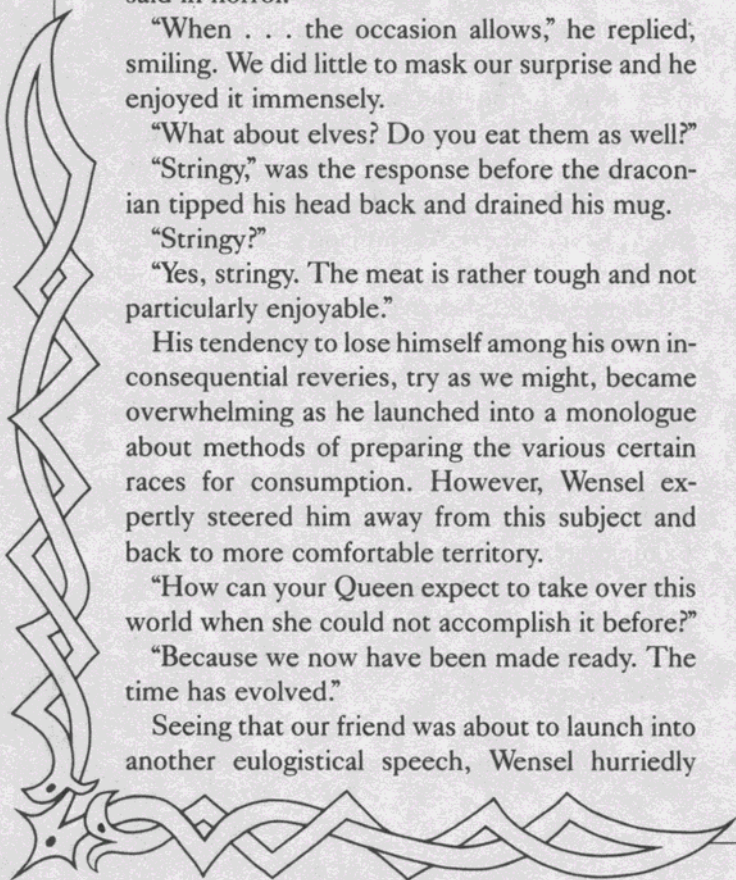 said in horror.
“When . . . the occasion allows,” he replied,
smiling. We did little to mask our surprise and he
enjoyed it immensely.
“What about elves? Do you eat them as well?”
“Stringy,” was the response before the dracon-
ian tipped his head back and drained his mug.
“Stringy?”
“Yes, stringy. The meat is rather tough and not
particularly enjoyable.”
His tendency to lose himself among his own in-
consequential reveries, try as we might, became
overwhelming as he launched into a monologue
about methods of preparing the various certain
races for consumption. However, Wensel ex-
pertly steered him away from this subject and
back to more comfortable territory.
“How can your Queen expect to take over this
world when she could not accomplish it before?”
“Because we now have been made ready. The
time has evolved.”
Seeing that our friend was about to launch into
another eulogistical speech, Wensel hurriedly